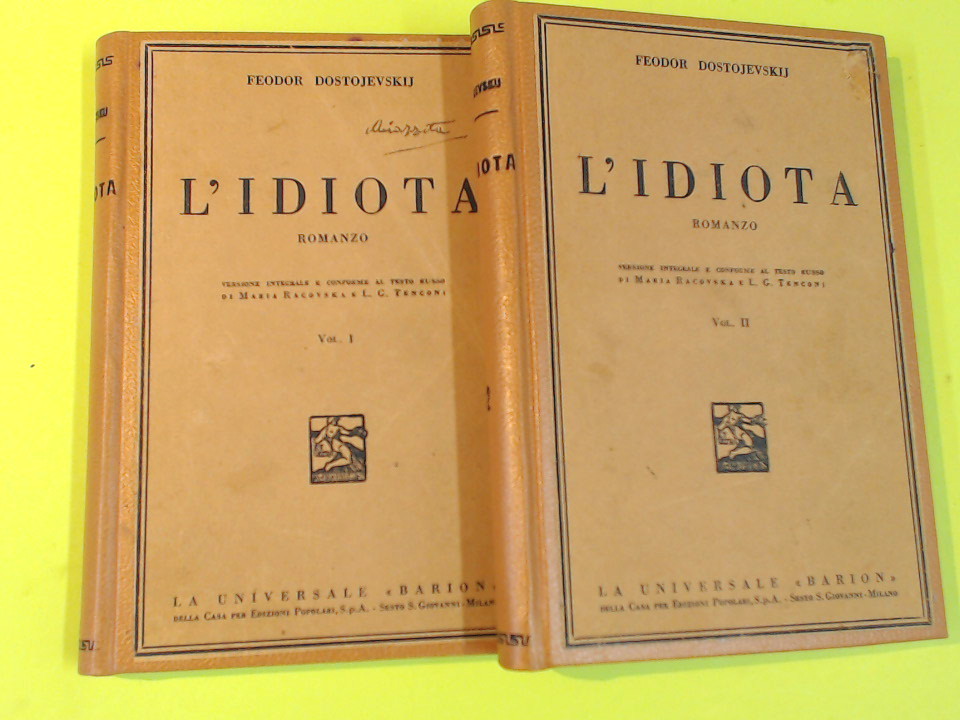 FEODOR DOSTOJEVSKIJ
L'IDIOTA
ROMANZO
VERSIONE INTEGRALE E CONFORME AL TESTO RUSSO
DI MARIA RACOVSKA E L. G. TENCONI
VOL. I
LA UNIVERSALE «BARION»
DELLA CASA PER EDIZIONI POPOLARI, S.p.A. - SESTO S. GIOVANNI - MILANO
OTA
IOTA
FEODOR DOSTOJEVSKIJ
L'IDIOTA
ROMANZO
VERSIONE INTEGRALE E CONFORME AL TESTO RUSSO
DI MARIA RACOVSKA E L. G. TENCONI
VOL. II
LA UNIVERSALE «BARION»
DELLA CASA PER EDIZIONI POPOLARI, S.p.A. - SESTO S. GIOVANNI - MILANO